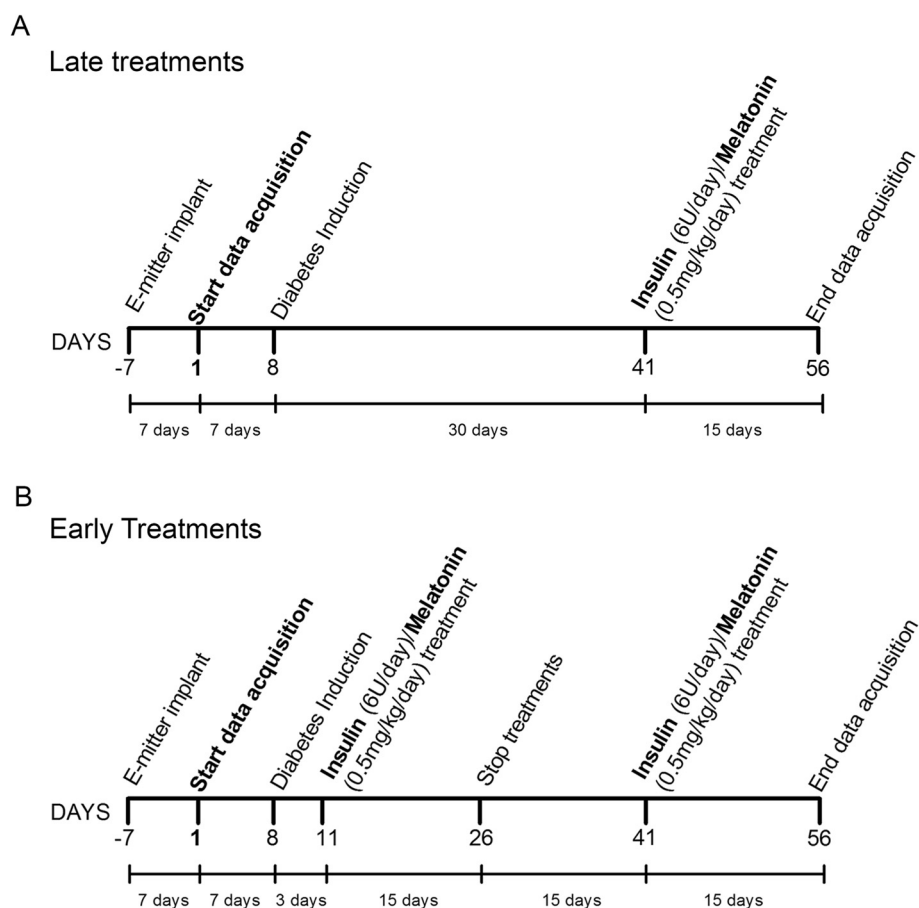 A
Late treatments
E-mitter implant
Start data acquisition
Diabetes Induction
Insulin (6U/day)/Melatonin
(0.5mg/kg/day) treatment
End data acquisition
DAYS
-7 1 8 41 56
7 days 7 days 30 days 15 days
B
Early Treatments
E-mitter implant
Start data acquisition
Diabetes Induction
Insulin (6U/day)/Melatonin
(0.5mg/kg/day) treatment
Stop treatments
Insulin (6U/day)/Melatonin
(0.5mg/kg/day) treatment
End data acquisition
DAYS
-7 1 8 11 26 41 56
7 days 7 days 3 days 15 days 15 days 15 days